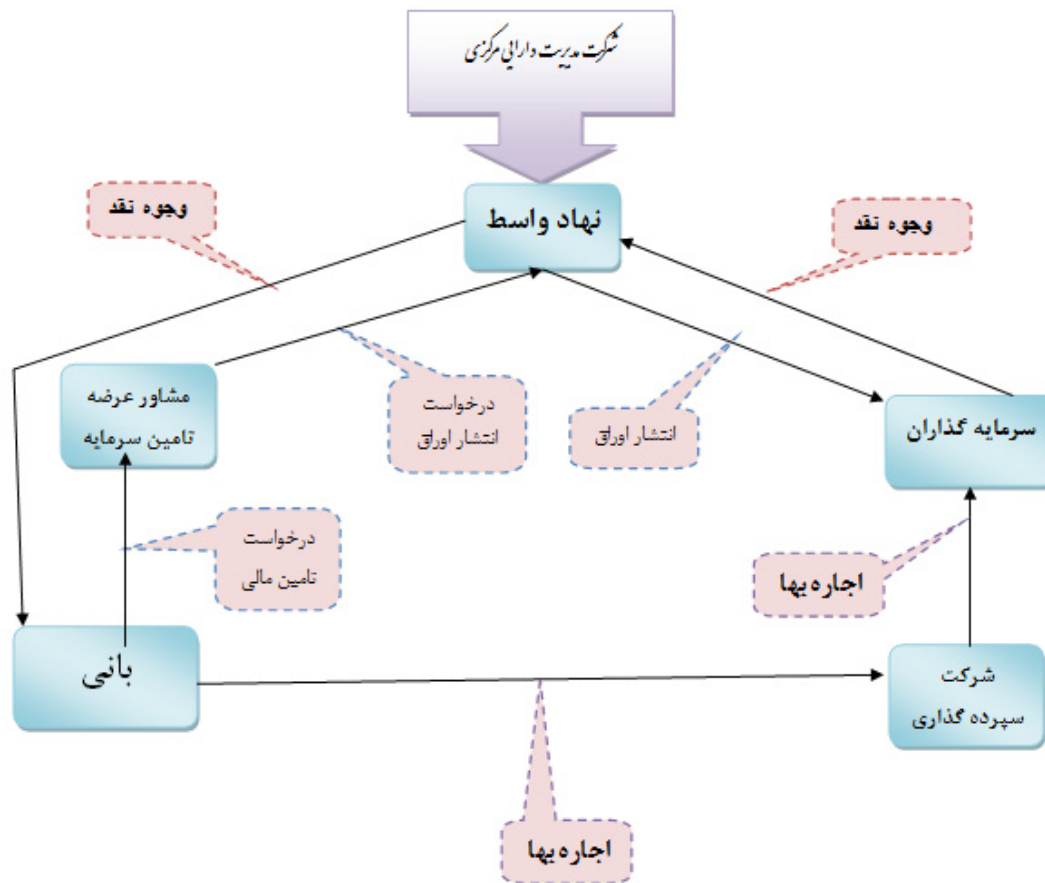 شرکت مدیریت دارایی مرکزی
نهاد واسط
وجوه نقد
وجوه نقد
مشاور عرضه
تامین سرمایه
درخواست
انتشار اوراق
انتشار اوراق
سرمایه گذاران
درخواست
تامین مالی
اجاره‌بها
بانی
شرکت
سپرده گذاری
اجاره‌بها